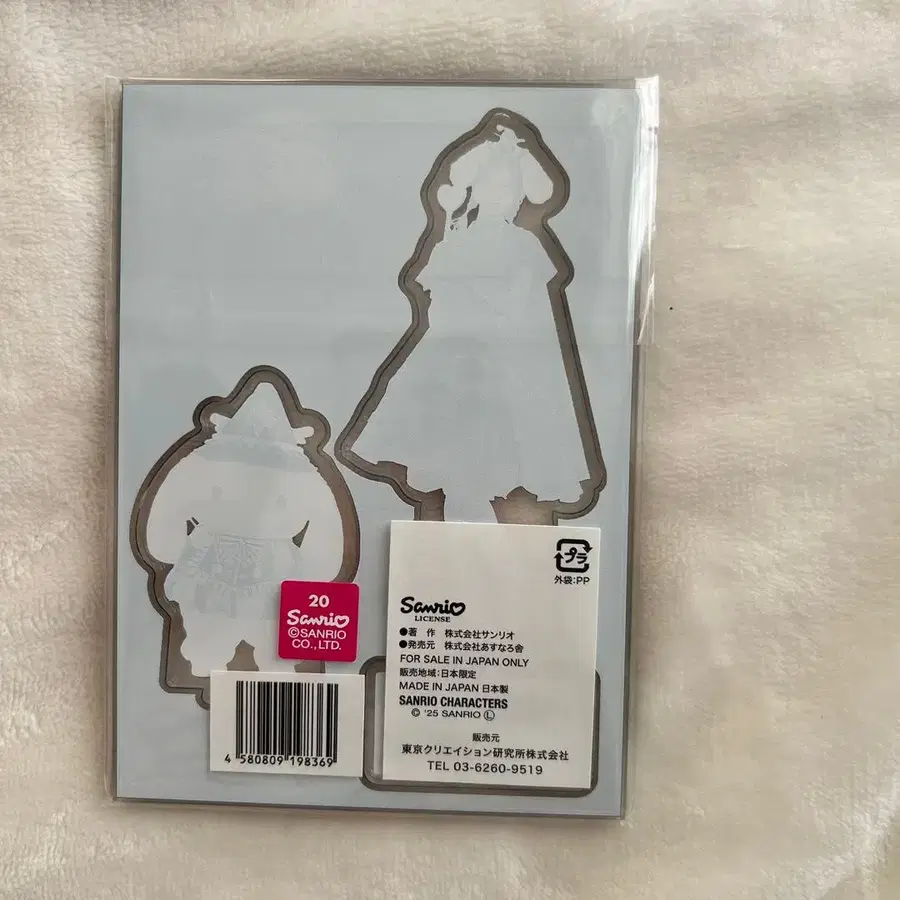 プラ
外袋:PP
Sanrio
LICENSE
●著 作 株式会社サンリオ
●発売元 株式会社あすなろ舎
FOR SALE IN JAPAN ONLY
販売地域:日本限定
MADE IN JAPAN 日本製
SANRIO CHARACTERS
© '25 SANRIO Ⓛ
販売元
東京クリエイション研究所株式会社
TEL 03-6260-9519
20
Sanrio
©SANRIO
CO.,LTD.
4 580809 198369